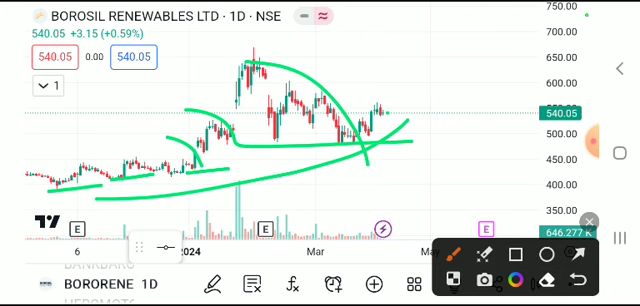 BOROSIL RENEWABLES LTD · 1D · NSE
540.05 +3.15 (+0.59%)
540.05 0.00 540.05
1
750.00
650.00
600.00
540.05
500.00
450.00
400.00
350.00
646.277 K
E E E
6 2024 Mar May
BANKBARO
BORORENE 1D
HEROMOTO